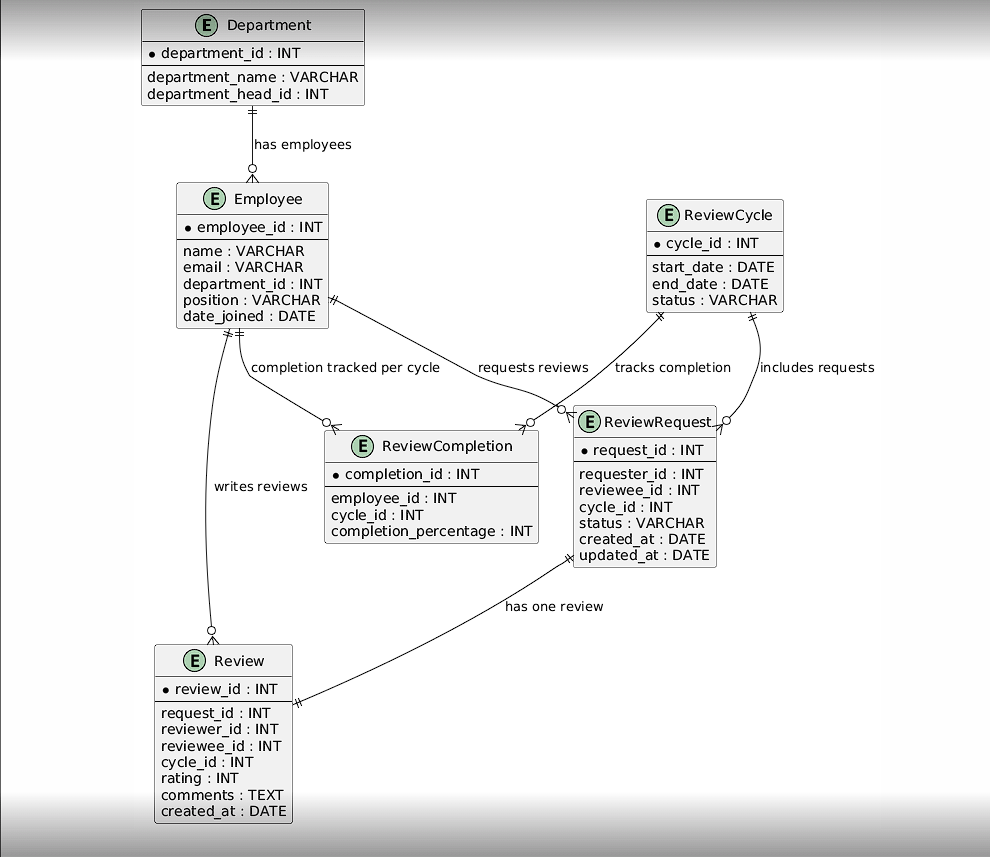 E Department
* department_id : INT
department_name : VARCHAR
department_head_id : INT
has employees
E Employee
* employee_id : INT
name : VARCHAR
email : VARCHAR
department_id : INT
position : VARCHAR
date_joined : DATE
E ReviewCycle
* cycle_id : INT
start_date : DATE
end_date : DATE
status : VARCHAR
completion tracked per cycle
requests reviews
tracks completion
includes requests
E ReviewCompletion
* completion_id : INT
employee_id : INT
cycle_id : INT
completion_percentage : INT
E ReviewRequest
* request_id : INT
requester_id : INT
reviewee_id : INT
cycle_id : INT
status : VARCHAR
created_at : DATE
updated_at : DATE
writes reviews
has one review
E Review
* review_id : INT
request_id : INT
reviewer_id : INT
reviewee_id : INT
cycle_id : INT
rating : INT
comments : TEXT
created_at : DATE